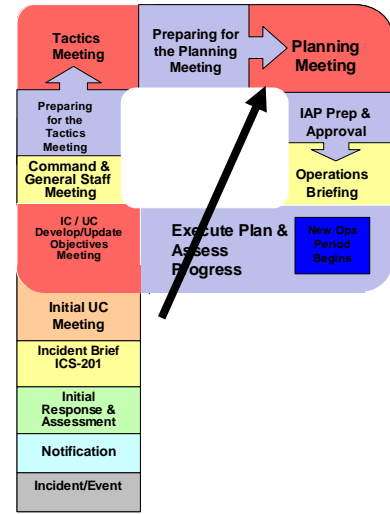 Tactics
Meeting
Preparing for
the Planning
Meeting
Planning
Meeting
Preparing
for the
Tactics
Meeting
IAP Prep &
Approval
Command &
General Staff
Meeting
Operations
Briefing
IC / UC
Develop/Update
Objectives
Meeting
Execute Plan &
Assess
Progress
New Ops
Period
Begins
Initial UC
Meeting
Incident Brief
ICS-201
Initial
Response &
Assessment
Notification
Incident/Event